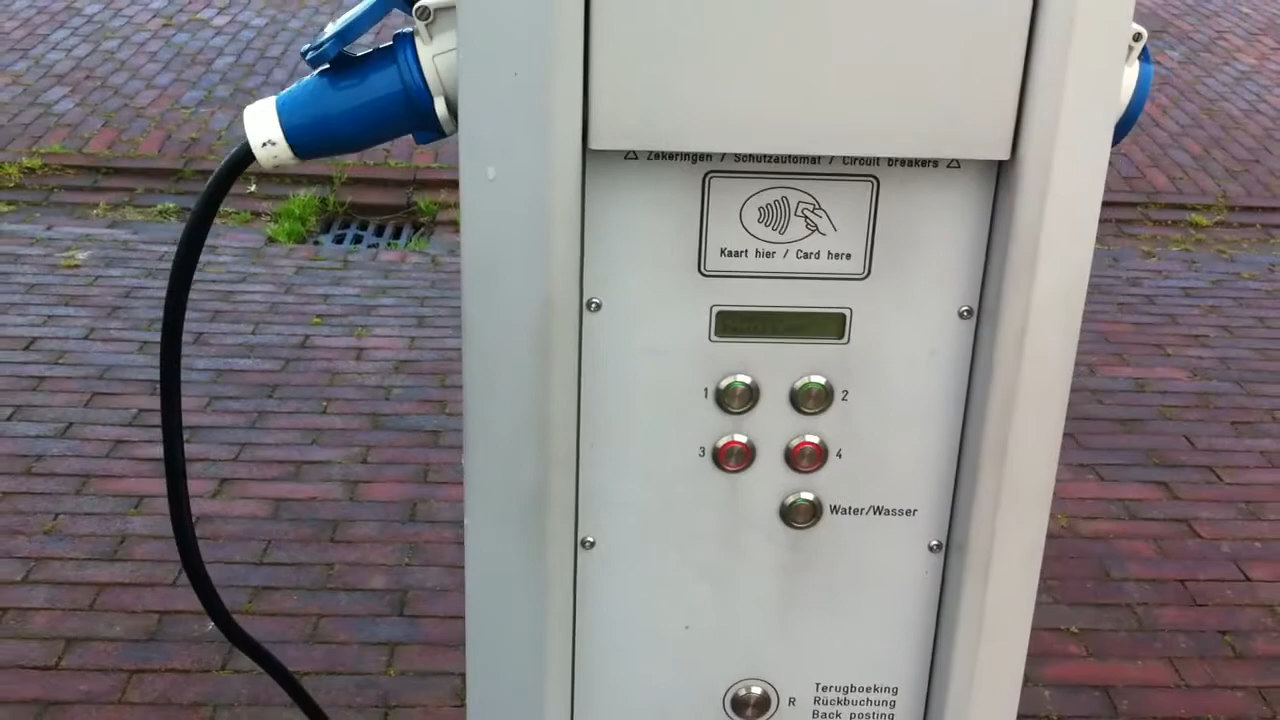 Zekeringen / Schutzautomat / Circuit breakers
Kaart hier / Card here
1
2
3
4
Water/Wasser
R
Terugboeking
Rückbuchung
Back posting